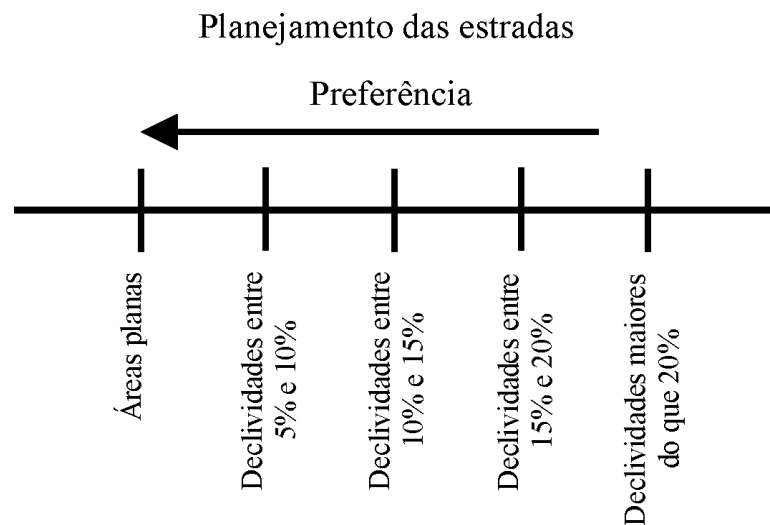 Planejamento das estradas
Preferência
Áreas planas
Declividades entre
5% e 10%
Declividades entre
10% e 15%
Declividades entre
15% e 20%
Declividades maiores
do que 20%